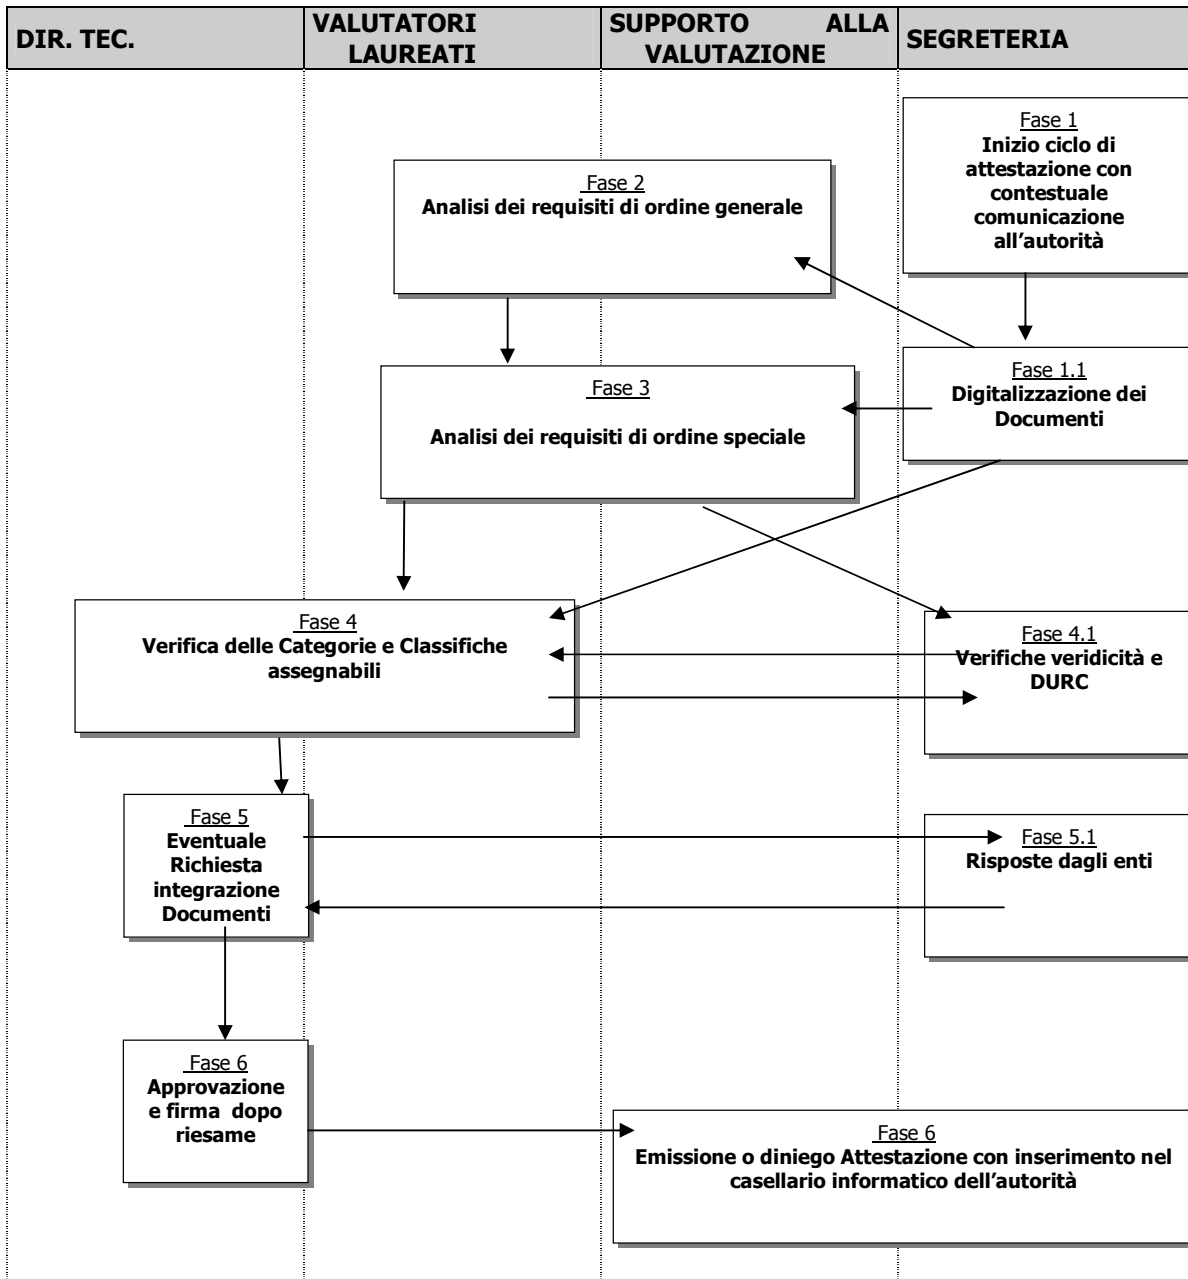 DIR. TEC.
VALUTATORI
LAUREATI
SUPPORTO ALLA
VALUTAZIONE
SEGRETERIA
Fase 1
Inizio ciclo di
attestazione con
contestuale
comunicazione
all’autorità
Fase 2
Analisi dei requisiti di ordine generale
Fase 1.1
Digitalizzazione dei
Documenti
Fase 3
Analisi dei requisiti di ordine speciale
Fase 4
Verifica delle Categorie e Classifiche
assegnabili
Fase 4.1
Verifiche veridicità e
DURC
Fase 5
Eventuale
Richiesta
integrazione
Documenti
Fase 5.1
Risposte dagli enti
Fase 6
Approvazione
e firma dopo
riesame
Fase 6
Emissione o diniego Attestazione con inserimento nel
casellario informatico dell’autorità